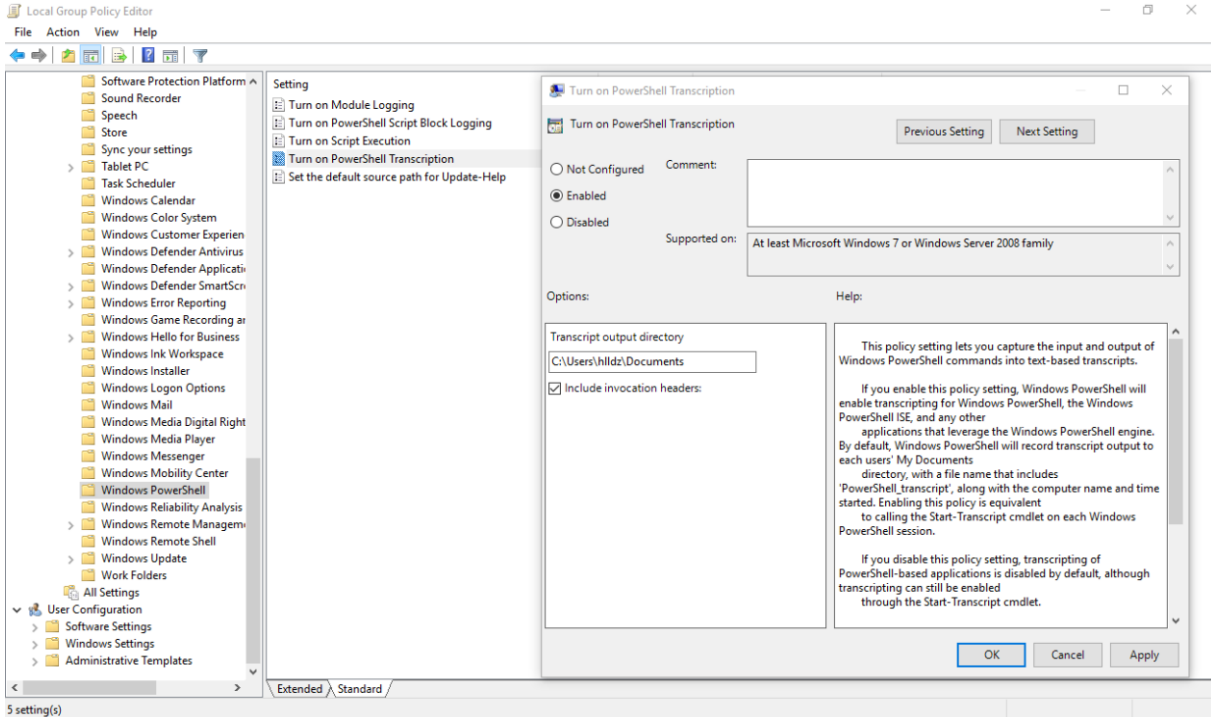 Local Group Policy Editor
File Action View Help
Software Protection Platform
Sound Recorder
Speech
Store
Sync your settings
Tablet PC
Task Scheduler
Windows Calendar
Windows Color System
Windows Customer Experien
Windows Defender Antivirus
Windows Defender Applicati
Windows Defender SmartScr
Windows Error Reporting
Windows Game Recording ar
Windows Hello for Business
Windows Ink Workspace
Windows Installer
Windows Logon Options
Windows Mail
Windows Media Digital Right
Windows Media Player
Windows Messenger
Windows Mobility Center
Windows PowerShell
Windows Reliability Analysis
Windows Remote Managem
Windows Remote Shell
Windows Update
Work Folders
All Settings
User Configuration
Software Settings
Windows Settings
Administrative Templates
Setting
Turn on Module Logging
Turn on PowerShell Script Block Logging
Turn on Script Execution
Turn on PowerShell Transcription
Set the default source path for Update-Help
Extended Standard
5 setting(s)
Turn on PowerShell Transcription
Turn on PowerShell Transcription
Previous Setting Next Setting
Not Configured
Enabled
Disabled
Comment:
Supported on:
At least Microsoft Windows 7 or Windows Server 2008 family
Options:
Help:
Transcript output directory
C:\Users\hlldz\Documents
Include invocation headers:
This policy setting lets you capture the input and output of
Windows PowerShell commands into text-based transcripts.
If you enable this policy setting, Windows PowerShell will
enable transcripting for Windows PowerShell, the Windows
PowerShell ISE, and any other
applications that leverage the Windows PowerShell engine.
By default, Windows PowerShell will record transcript output to
each users' My Documents
directory, with a file name that includes
'PowerShell_transcript', along with the computer name and time
started. Enabling this policy is equivalent
to calling the Start-Transcript cmdlet on each Windows
PowerShell session.
If you disable this policy setting, transcripting of
PowerShell-based applications is disabled by default, although
transcripting can still be enabled
through the Start-Transcript cmdlet.
OK Cancel Apply